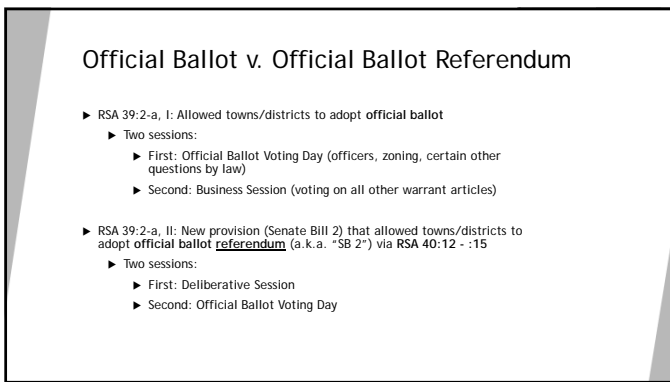 Official Ballot v. Official Ballot Referendum
► RSA 39:2-a, I: Allowed towns/districts to adopt official ballot
► Two sessions:
► First: Official Ballot Voting Day (officers, zoning, certain other
questions by law)
► Second: Business Session (voting on all other warrant articles)
► RSA 39:2-a, II: New provision (Senate Bill 2) that allowed towns/districts to
adopt official ballot referendum (a.k.a. "SB 2") via RSA 40:12 - :15
► Two sessions:
► First: Deliberative Session
► Second: Official Ballot Voting Day